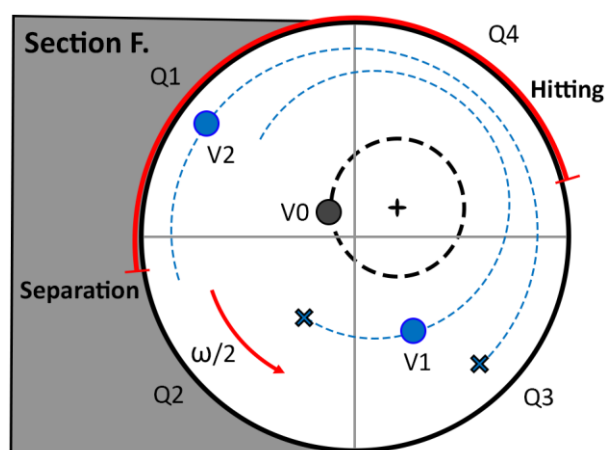 Section F.
Q4
Q1
Hitting
V2
V0
Separation
ω/2
V1
Q2
Q3